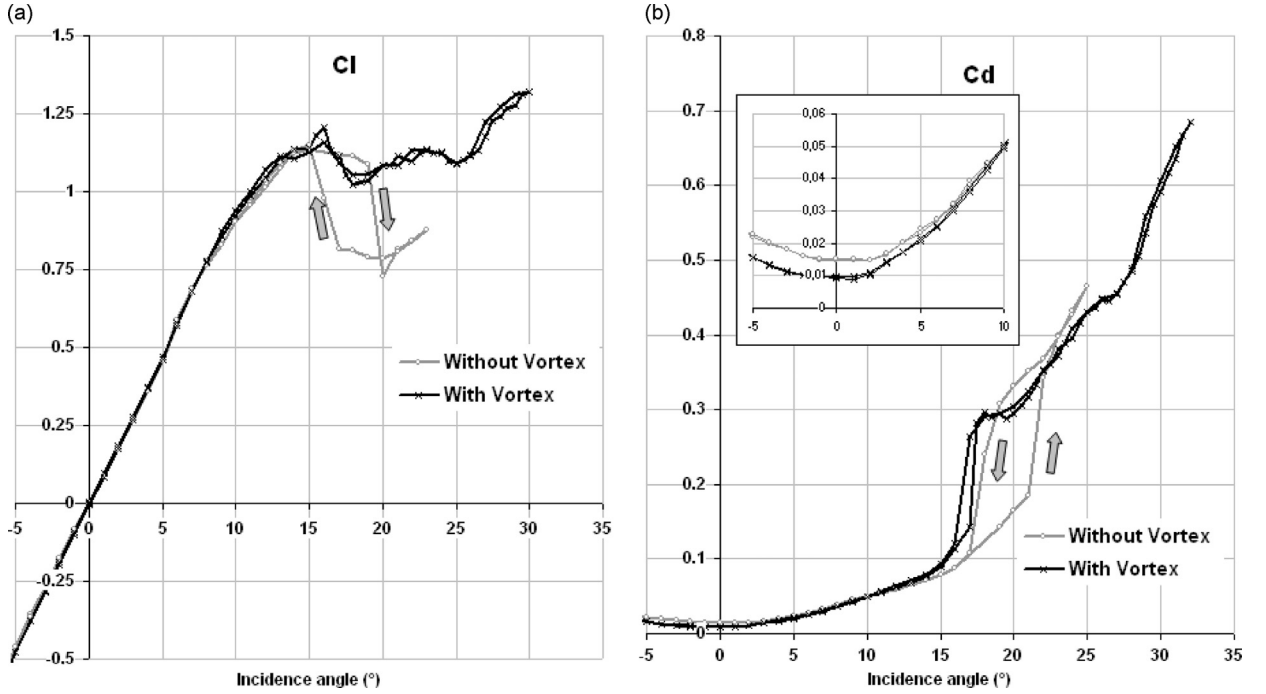 (a)
Cl
1.5
1.25
1
0.75
0.5
0.25
0
-0.25
-0.5
-5 0 5 10 15 20 25 30 35
Without Vortex
With Vortex
Incidence angle (°)
(b)
Cd
0.8
0.7
0.6
0.5
0.4
0.3
0.2
0.1
0
-5 0 5 10 15 20 25 30 35
0,06
0,05
0,04
0,03
0,02
0,01
0
-5 0 5 10
Without Vortex
With Vortex
Incidence angle (°)